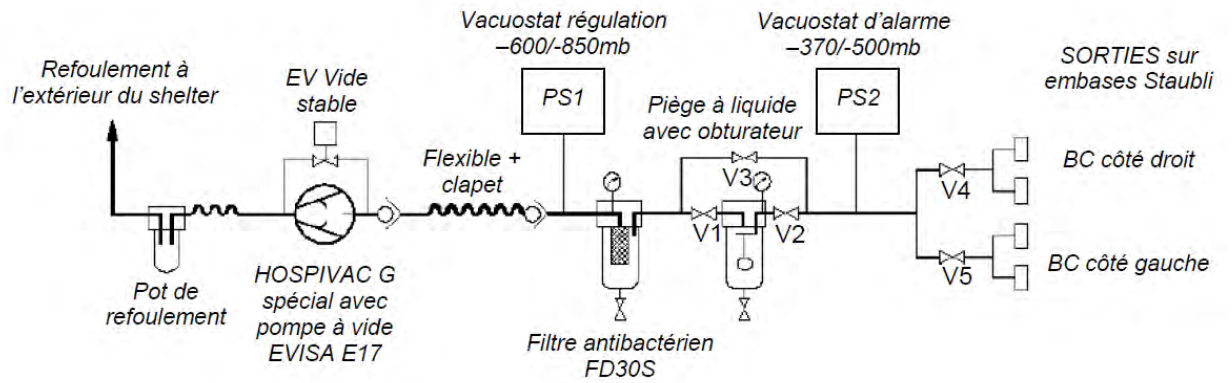 Vacuostat régulation
–600/-850mb
Vacuostat d'alarme
–370/-500mb
SORTIES sur
embases Staubli
Refoulement à
l'extérieur du shelter
EV Vide
stable
PS1
Piège à liquide
avec obturateur
PS2
Flexible +
clapet
V3
V4
BC côté droit
V1
V2
V5
BC côté gauche
Pot de
refoulement
HOSPIVAC G
spécial avec
pompe à vide
EVISA E17
Filtre antibactérien
FD30S